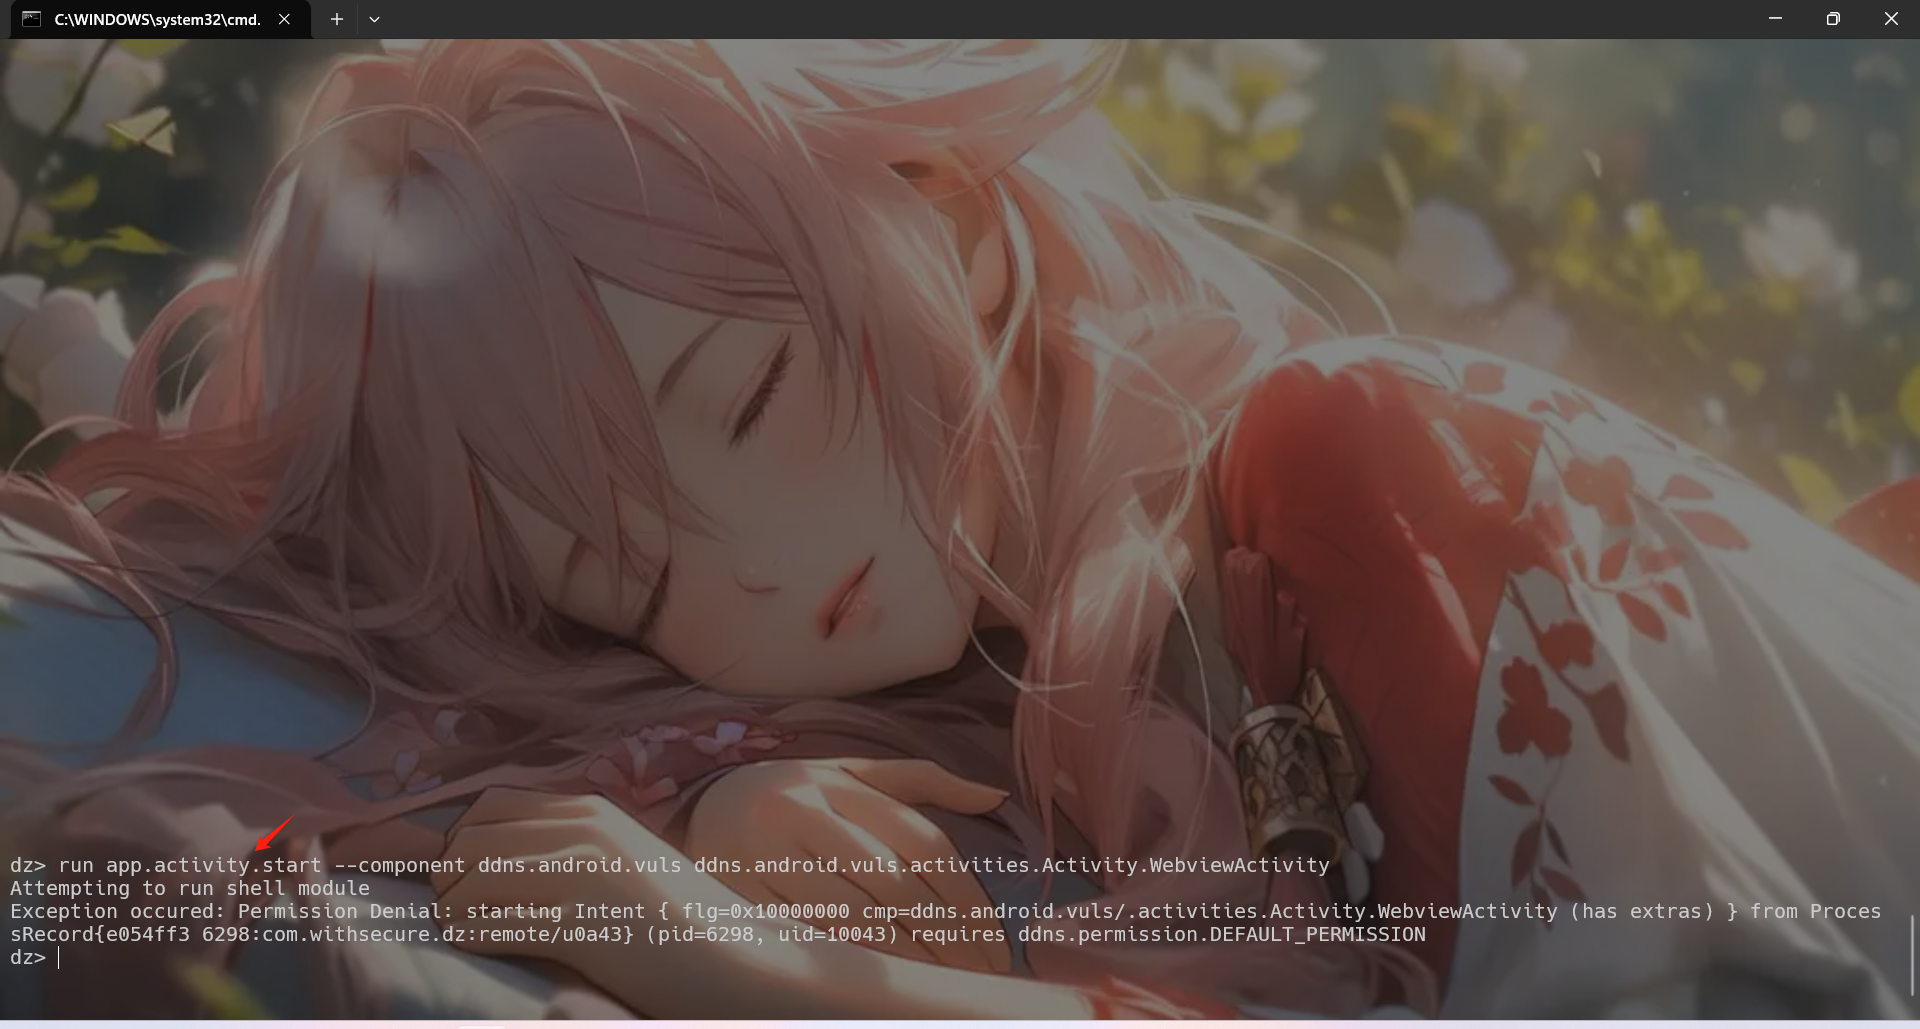 C:\WINDOWS\system32\cmd.
dz> run app.activity.start --component ddns.android.vuls ddns.android.vuls.activities.Activity.WebviewActivity
Attempting to run shell module
Exception occured: Permission Denial: starting Intent { flg=0x10000000 cmp=ddns.android.vuls/.activities.Activity.WebviewActivity (has extras) } from Proces
sRecord{e054ff3 6298:com.withsecure.dz:remote/u0a43} (pid=6298, uid=10043) requires ddns.permission.DEFAULT_PERMISSION
dz>